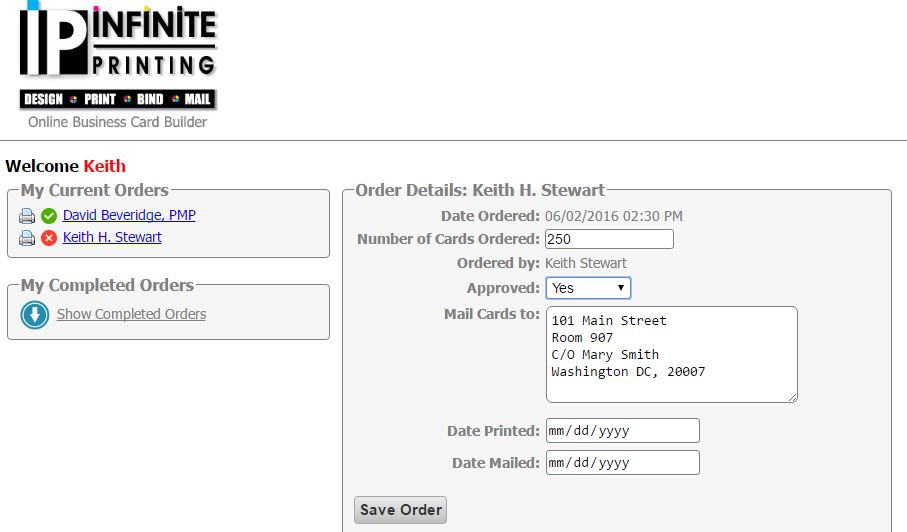 iP INFINITE
PRINTING
DESIGN PRINT BIND MAIL
Online Business Card Builder
Welcome Keith
My Current Orders
David Beveridge, PMP
Keith H. Stewart
My Completed Orders
Show Completed Orders
Order Details: Keith H. Stewart
Date Ordered: 06/02/2016 02:30 PM
Number of Cards Ordered: 250
Ordered by: Keith Stewart
Approved: Yes
Mail Cards to: 101 Main Street
Room 907
C/O Mary Smith
Washington DC, 20007
Date Printed: mm/dd/yyyy
Date Mailed: mm/dd/yyyy
Save Order